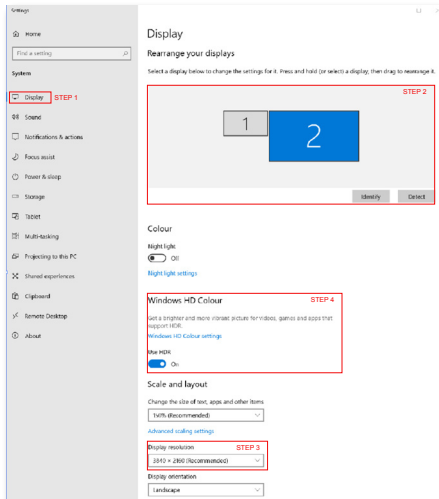 Settings
Home
Find a setting
System
Display
STEP 1
Sound
Notifications & actions
Focus assist
Power & sleep
Storage
Tablet
Multi-tasking
Projecting to this PC
Shared experiences
Clipboard
Remote Desktop
About
Display
Rearrange your displays
Select a display below to change the settings for it. Press and hold (or select) a display, then drag to rearrange it.
STEP 2
1
2
Identify
Detect
Colour
Night light
Off
Night light settings
Windows HD Colour
STEP 4
Get a brighter and more vibrant picture for videos, games and apps that
support HDR.
Windows HD Colour settings
Use HDR
On
Scale and layout
Change the size of text, apps and other items
150% (Recommended)
Advanced scaling settings
Display resolution
STEP 3
3840 × 2160 (Recommended)
Display orientation
Landscape